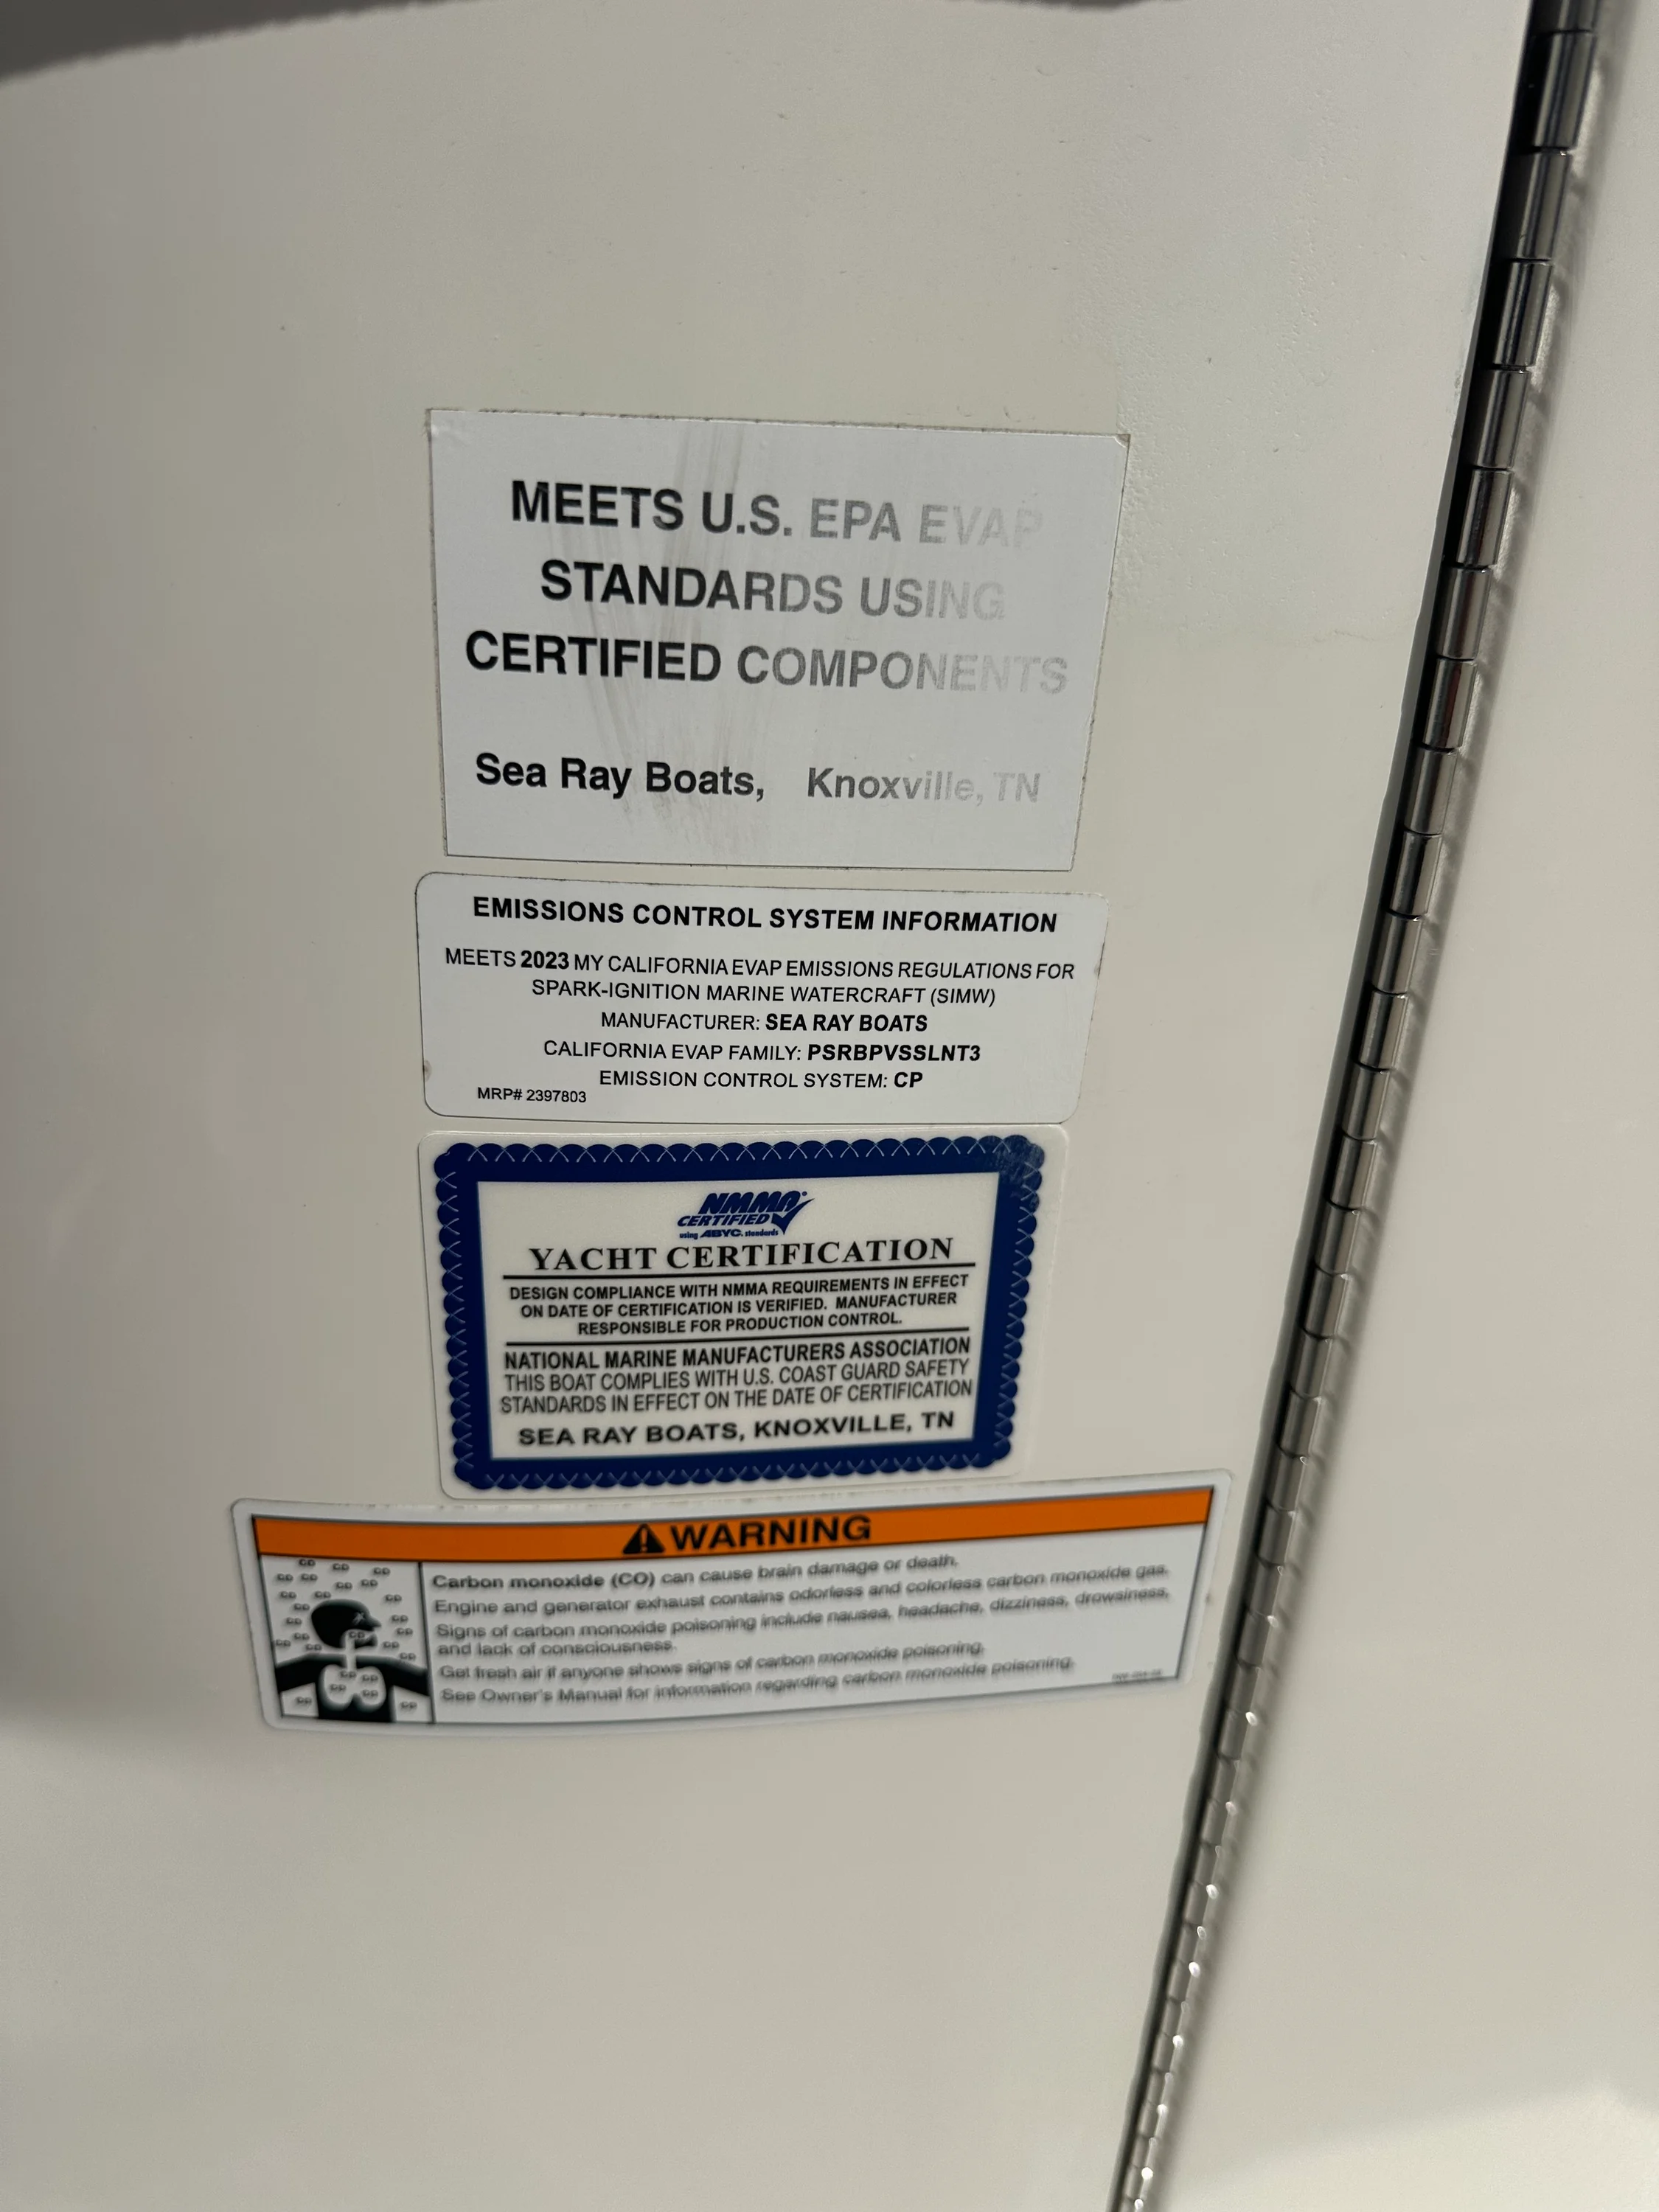 MEETS U.S. EPA EVAP
STANDARDS USING
CERTIFIED COMPONENTS
Sea Ray Boats, Knoxville, TN
EMISSIONS CONTROL SYSTEM INFORMATION
MEETS 2023 MY CALIFORNIA EVAP EMISSIONS REGULATIONS FOR
SPARK-IGNITION MARINE WATERCRAFT (SIMW)
MANUFACTURER: SEA RAY BOATS
CALIFORNIA EVAP FAMILY: PSRBPVSSLNT3
EMISSION CONTROL SYSTEM: CP
MRP# 2397803
NMMA®
CERTIFIED
using ABYC. standards
YACHT CERTIFICATION
DESIGN COMPLIANCE WITH NMMA REQUIREMENTS IN EFFECT
ON DATE OF CERTIFICATION IS VERIFIED. MANUFACTURER
RESPONSIBLE FOR PRODUCTION CONTROL.
NATIONAL MARINE MANUFACTURERS ASSOCIATION
THIS BOAT COMPLIES WITH U.S. COAST GUARD SAFETY
STANDARDS IN EFFECT ON THE DATE OF CERTIFICATION
SEA RAY BOATS, KNOXVILLE, TN
WARNING
Carbon monoxide (CO) can cause brain damage or death.
Engine and generator exhaust contains odorless and colorless carbon monoxide gas.
Signs of carbon monoxide poisoning include nausea, headache, dizziness, drowsiness,
and lack of consciousness.
Get fresh air if anyone shows signs of carbon monoxide poisoning.
See Owner's Manual for information regarding carbon monoxide poisoning.